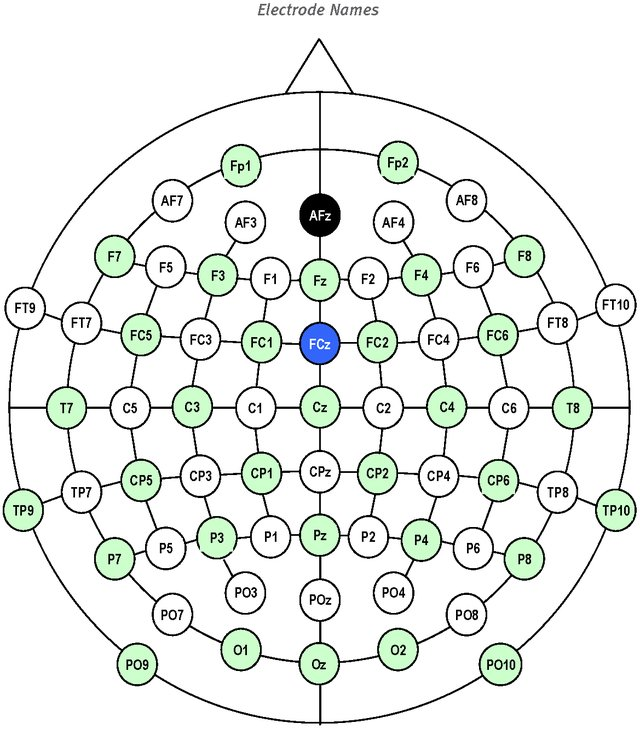 Electrode Names
Fp1 Fp2
AF7 AF3 AFz AF4 AF8
F7 F5 F3 F1 Fz F2 F4 F6 F8
FT9 FT7 FC5 FC3 FC1 FCz FC2 FC4 FC6 FT8 FT10
T7 C5 C3 C1 Cz C2 C4 C6 T8
TP9 TP7 CP5 CP3 CP1 CPz CP2 CP4 CP6 TP8 TP10
P7 P5 P3 P1 Pz P2 P4 P6 P8
PO7 PO3 POz PO4 PO8
PO9 O1 Oz O2 PO10